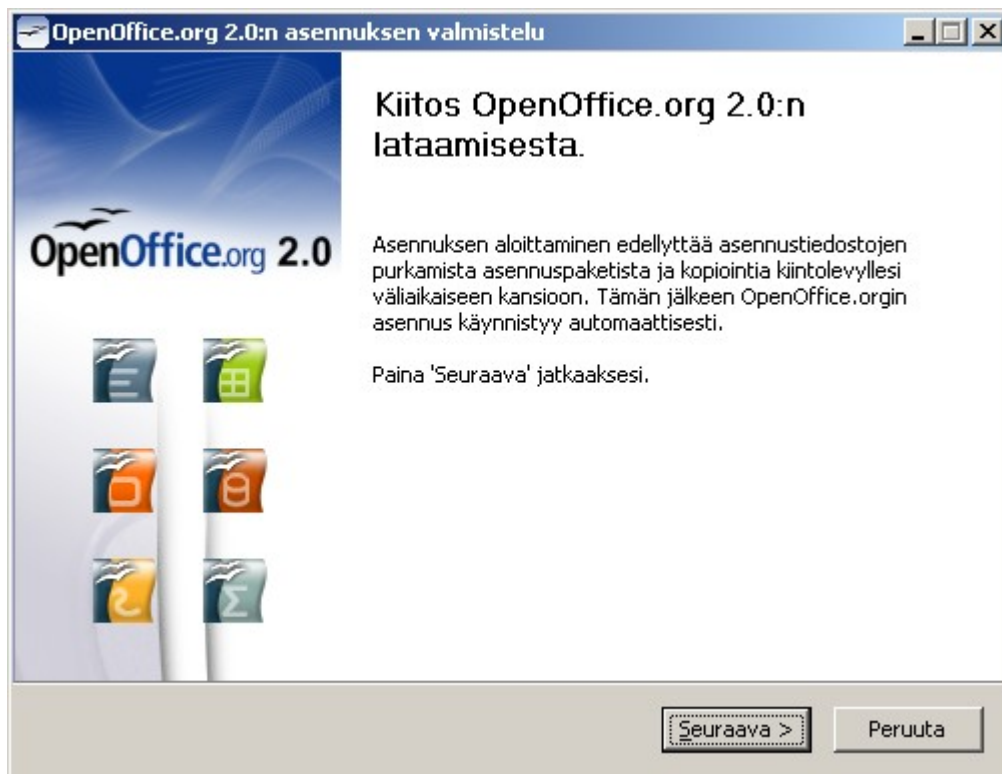 OpenOffice.org 2.0:n asennuksen valmistelu
Kiitos OpenOffice.org 2.0:n
lataamisesta.
OpenOffice.org 2.0
Asennuksen aloittaminen edellyttää asennustiedostojen
purkamista asennuspaketista ja kopiointia kiintolevyllesi
väliaikaiseen kansioon. Tämän jälkeen OpenOffice.orgin
asennus käynnistyy automaattisesti.
Paina 'Seuraava' jatkaaksesi.
Seuraava >
Peruuta